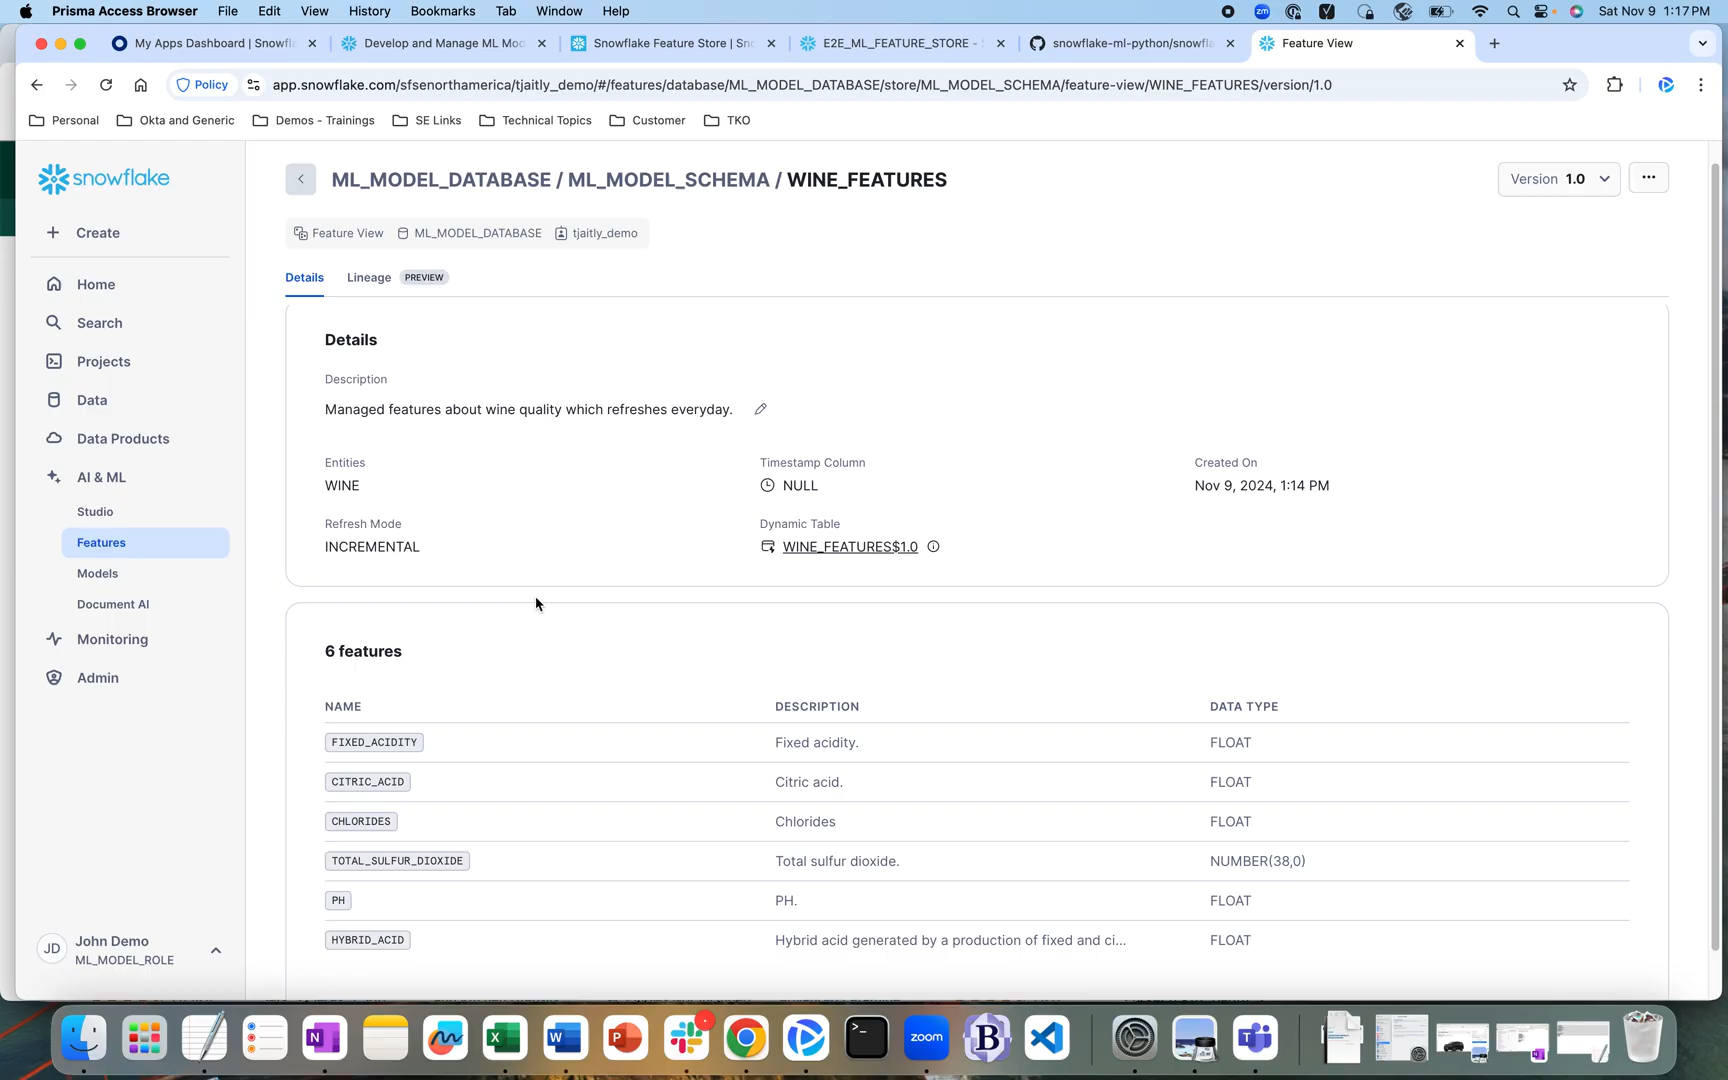 Prisma Access Browser File Edit View History Bookmarks Tab Window Help zm Sat Nov 9 1:17 PM
My Apps Dashboard | Snowfl Develop and Manage ML Mod Snowflake Feature Store | Sn E2E_ML_FEATURE_STORE - snowflake-ml-python/snowfl Feature View
Policy app.snowflake.com/sfsenorthamerica/tjaitly_demo/#/features/database/ML_MODEL_DATABASE/store/ML_MODEL_SCHEMA/feature-view/WINE_FEATURES/version/1.0
Personal Okta and Generic Demos - Trainings SE Links Technical Topics Customer TKO
snowflake
Create
Home
Search
Projects
Data
Data Products
AI & ML
Studio
Features
Models
Document AI
Monitoring
Admin
JD John Demo
ML_MODEL_ROLE
ML_MODEL_DATABASE / ML_MODEL_SCHEMA / WINE_FEATURES
Version 1.0
Feature View ML_MODEL_DATABASE tjaitly_demo
Details Lineage PREVIEW
Details
Description
Managed features about wine quality which refreshes everyday.
Entities Timestamp Column Created On
WINE NULL Nov 9, 2024, 1:14 PM
Refresh Mode Dynamic Table
INCREMENTAL WINE_FEATURES$1.0
6 features
NAME DESCRIPTION DATA TYPE
FIXED_ACIDITY Fixed acidity. FLOAT
CITRIC_ACID Citric acid. FLOAT
CHLORIDES Chlorides FLOAT
TOTAL_SULFUR_DIOXIDE Total sulfur dioxide. NUMBER(38,0)
PH PH. FLOAT
HYBRID_ACID Hybrid acid generated by a production of fixed and ci... FLOAT
zoom